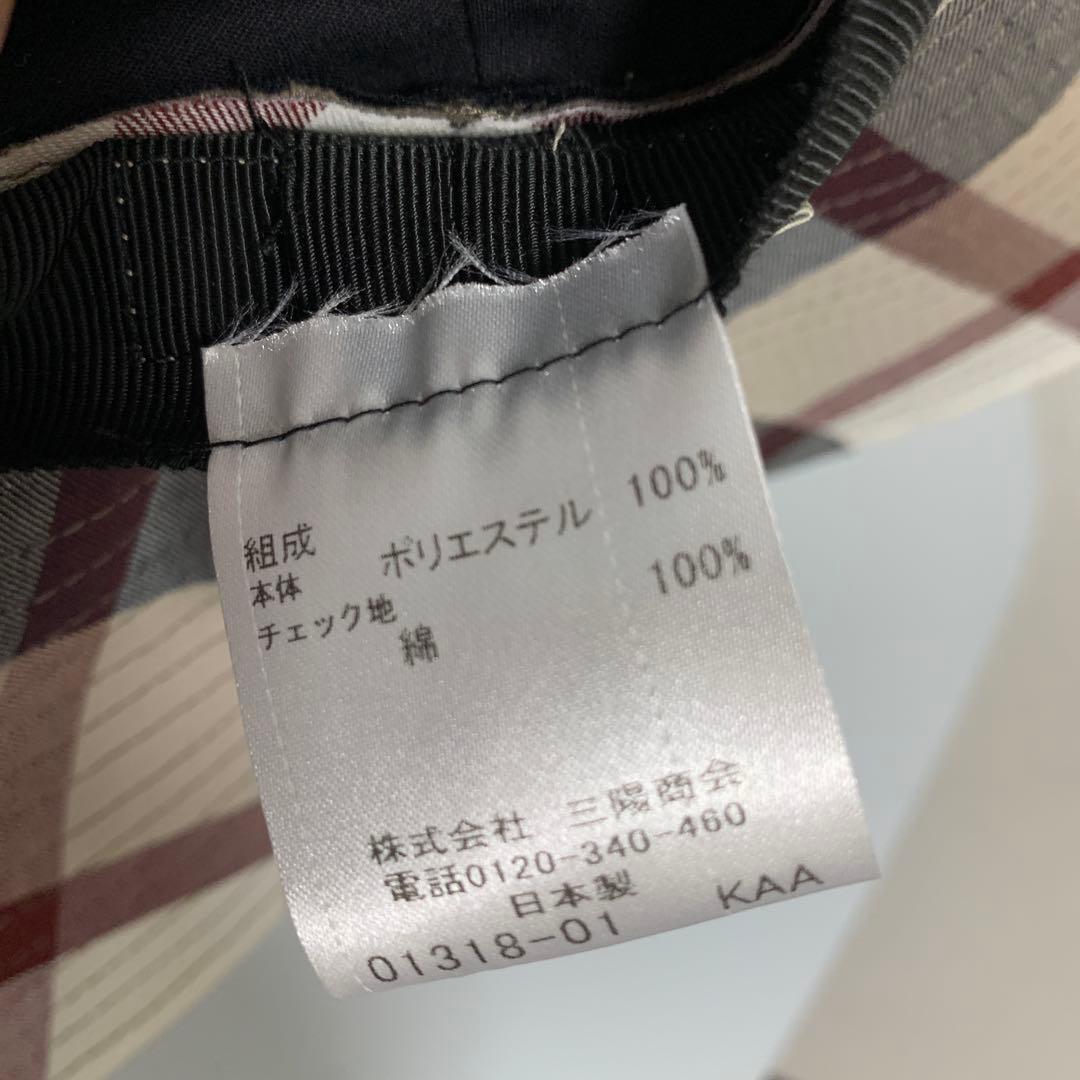 組成
本体 ポリエステル 100%
チェック地
綿 100%
株式会社 三陽商会
電話0120-340-460
日本製 KAA
01318-01